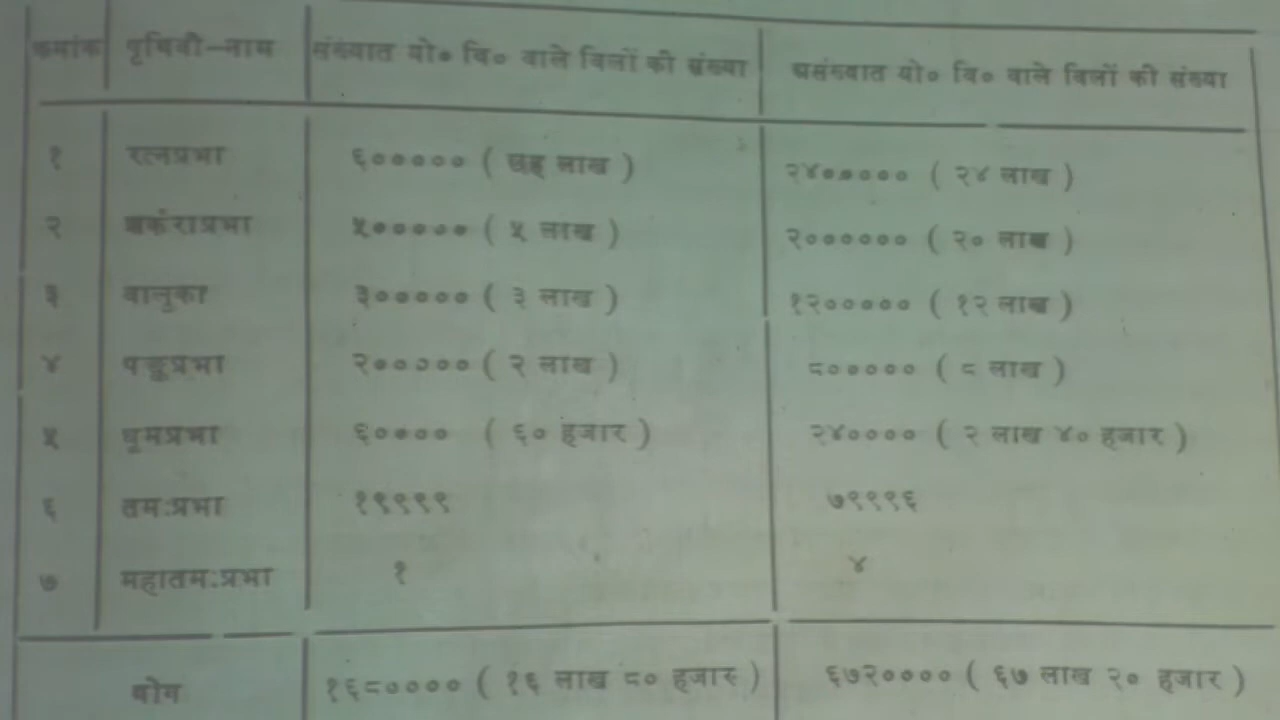 क्रमांक पृथिवी-नाम संख्यात यो० वि० वाले बिलों की संख्या असंख्यात यो० वि० वाले बिलों की संख्या
१ रत्नप्रभा ६००००० ( छह लाख ) २४००००० ( २४ लाख )
२ शर्कराप्रभा ५००००० ( ५ लाख ) २०००००० ( २० लाख )
३ बालुका ३००००० ( ३ लाख ) १२००००० ( १२ लाख )
४ पङ्कप्रभा २००००० ( २ लाख ) ८००००० ( ८ लाख )
५ धूमप्रभा ६०००० ( ६० हजार ) २४०००० ( २ लाख ४० हजार )
६ तमःप्रभा १९९९९ ७९९९६
७ महातमःप्रभा १ ४
योग १६८०००० ( १६ लाख ८० हजार ) ६७२०००० ( ६७ लाख २० हजार )